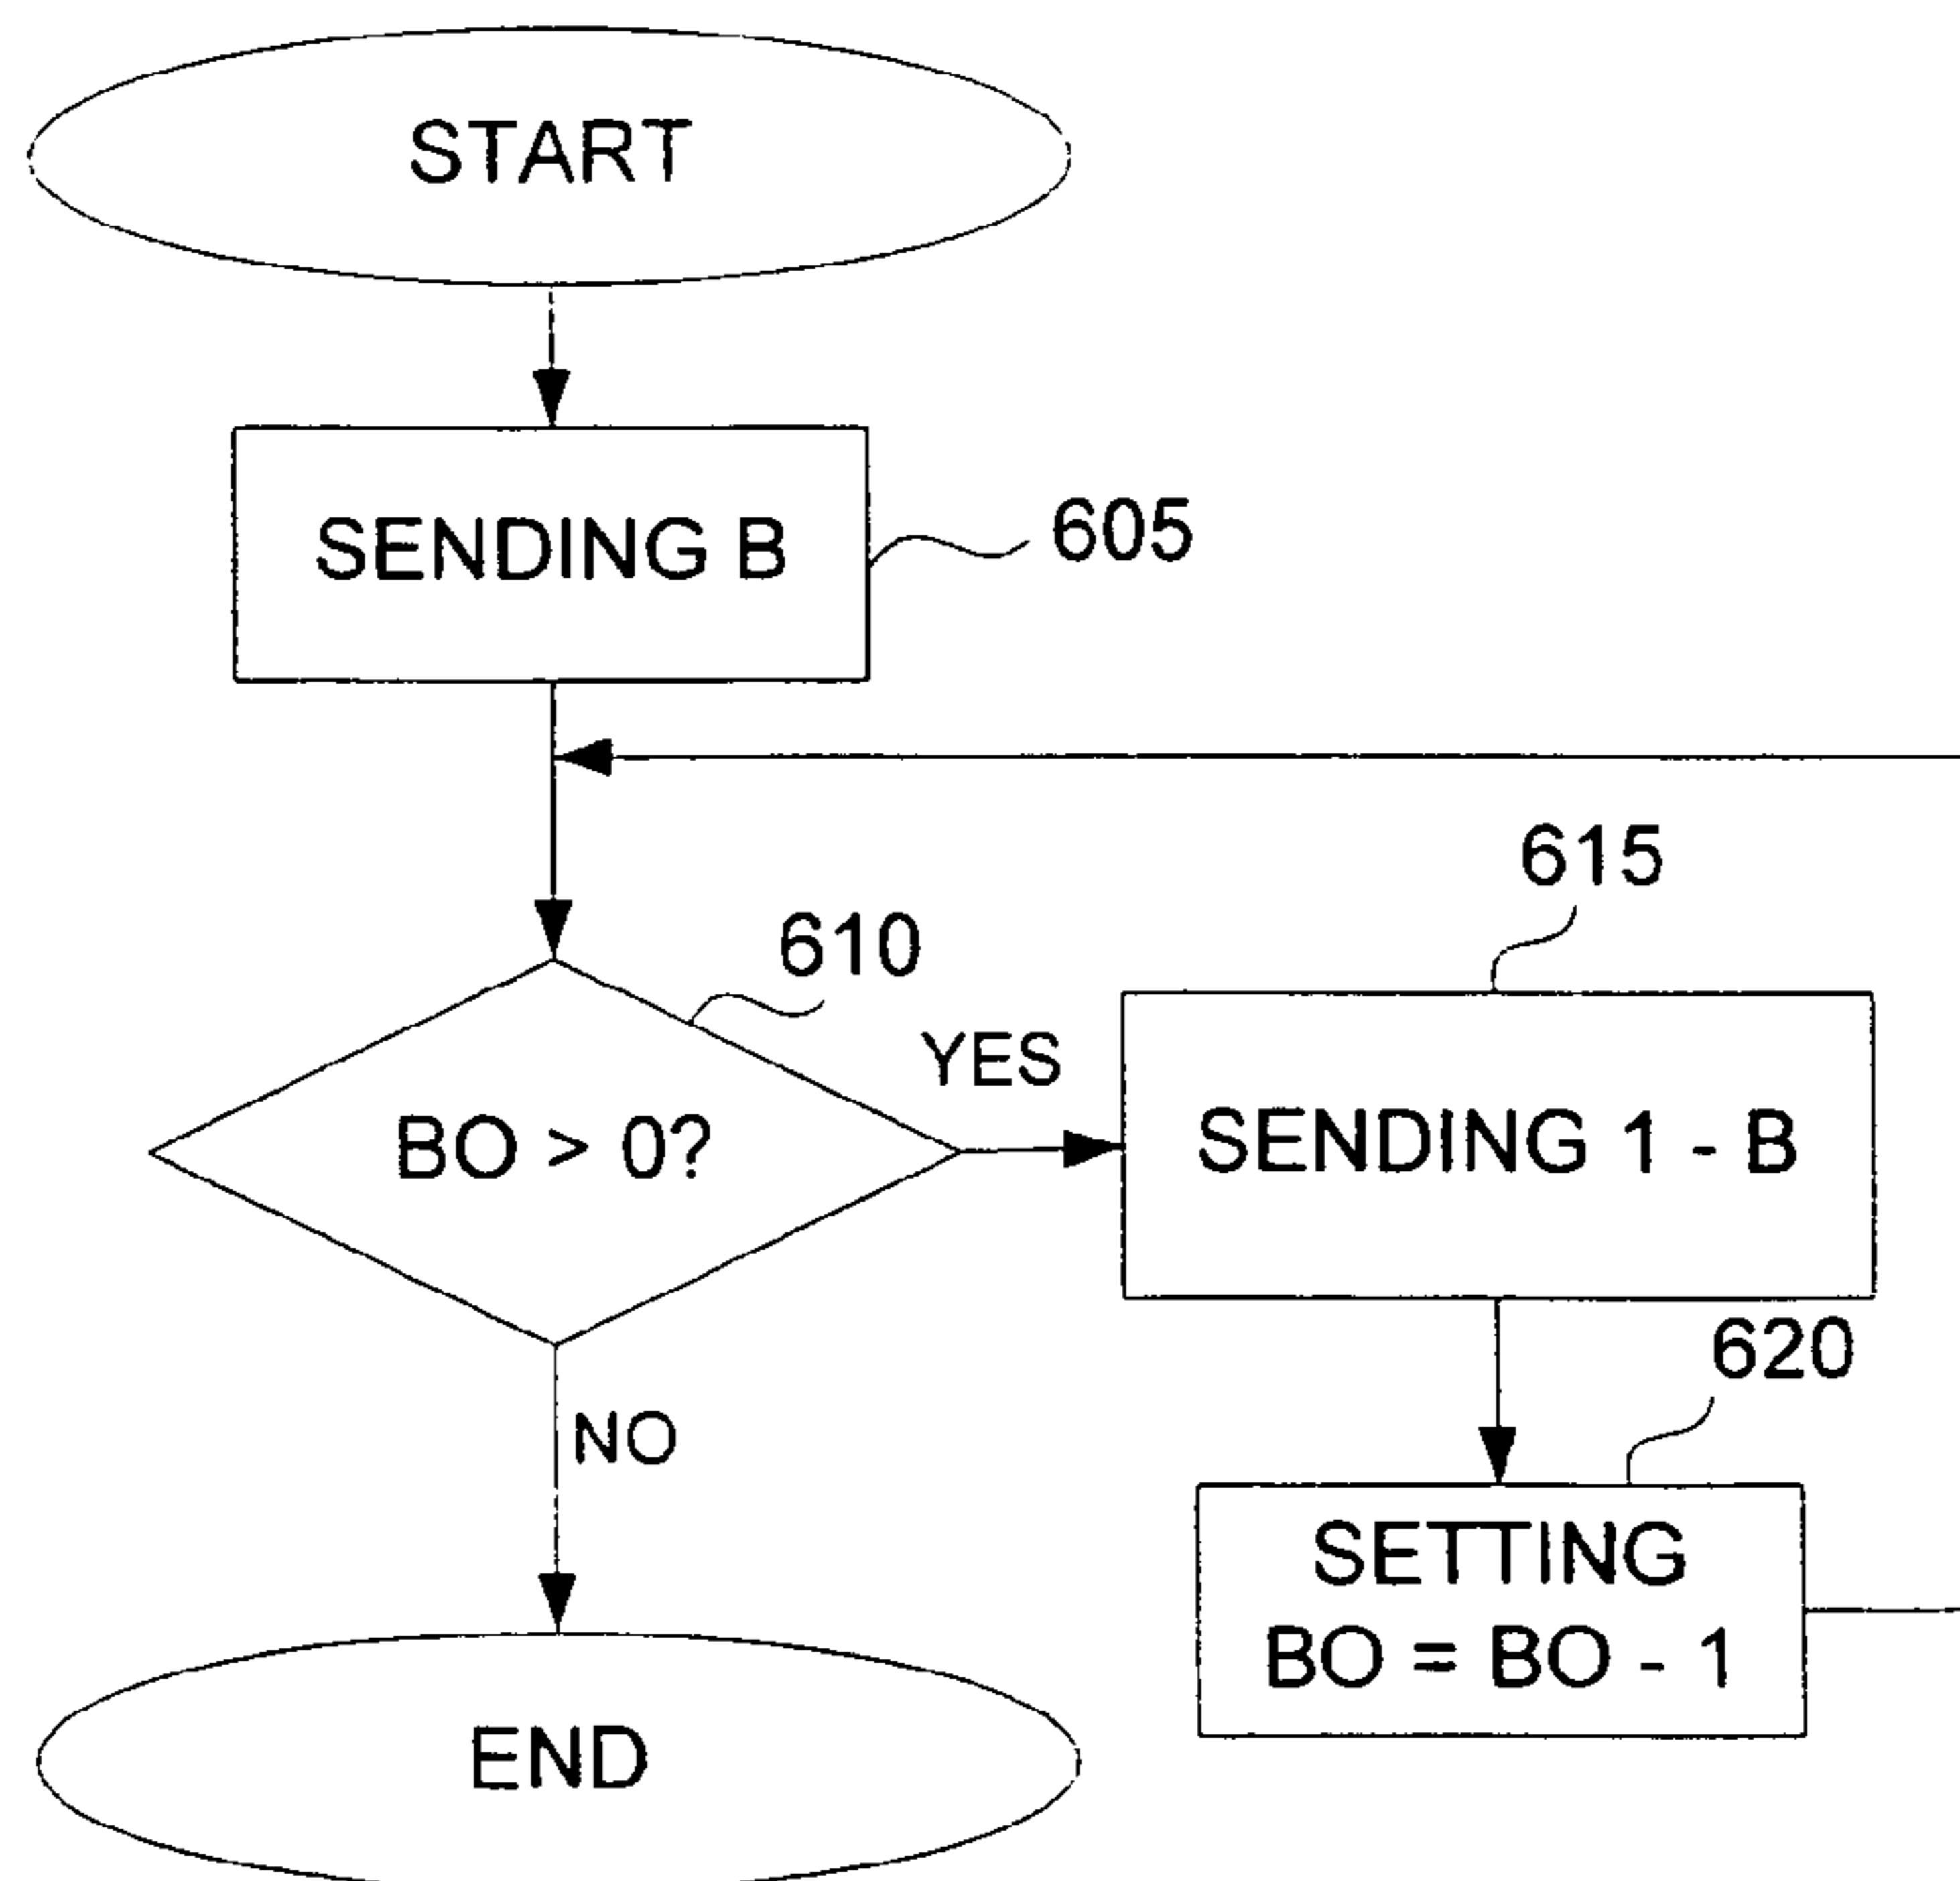 START
SENDING B
605
615
610
YES
BO > 0?
SENDING 1 - B
620
NO
SETTING
BO = BO - 1
END